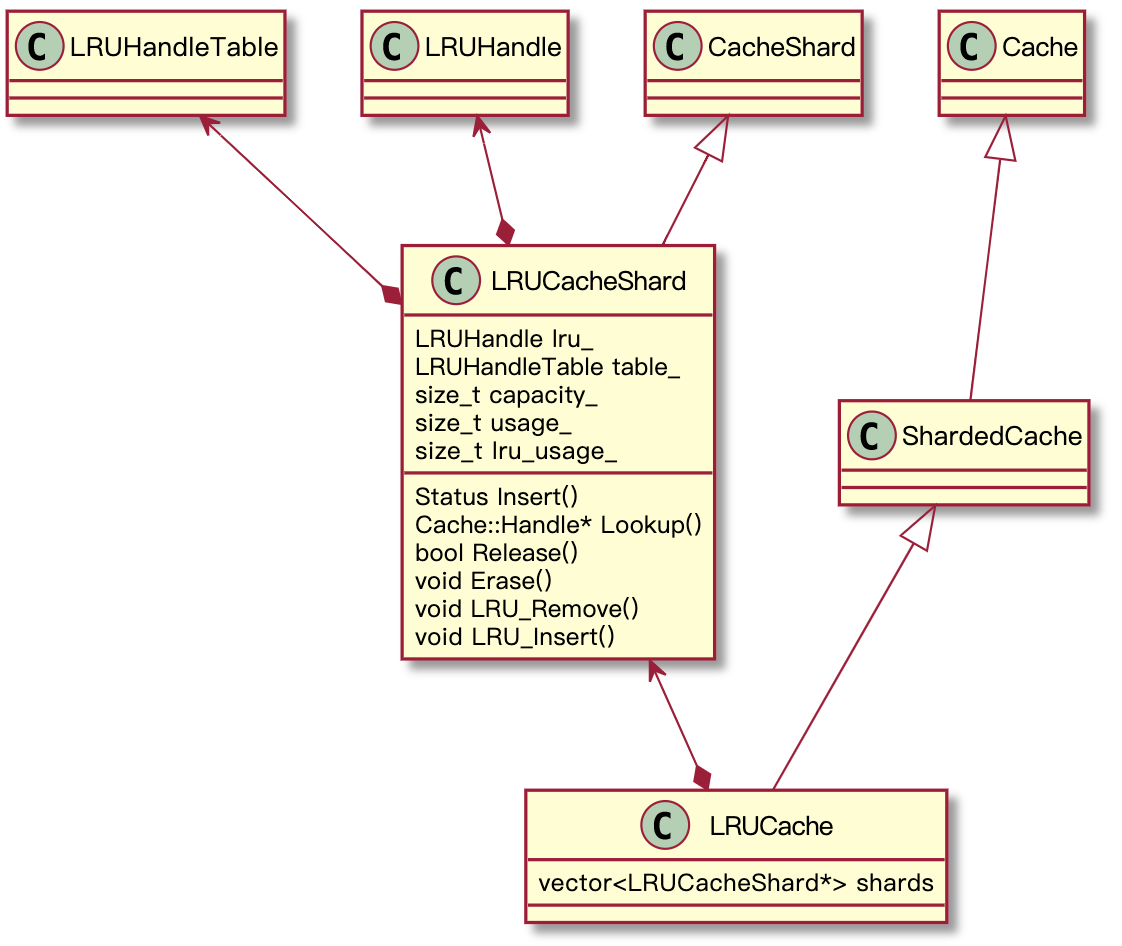 C LRUHandleTable
C LRUHandle
C CacheShard
C Cache
C LRUCacheShard
LRUHandle lru_
LRUHandleTable table_
size_t capacity_
size_t usage_
size_t lru_usage_
Status Insert()
Cache::Handle* Lookup()
bool Release()
void Erase()
void LRU_Remove()
void LRU_Insert()
C ShardedCache
C LRUCache
vector<LRUCacheShard*> shards